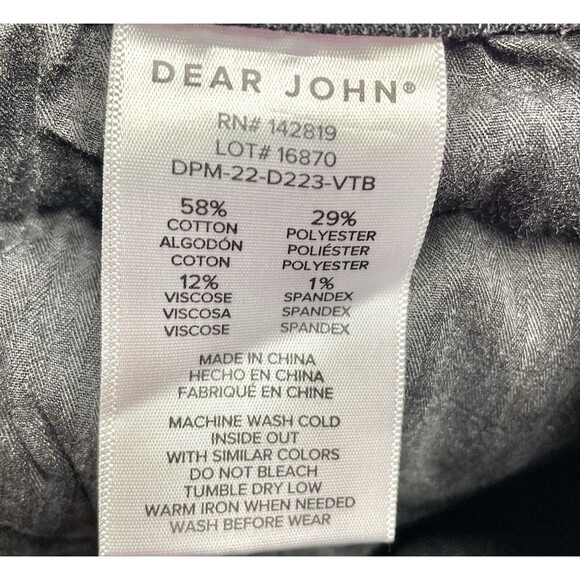 DEAR JOHN®
RN# 142819
LOT# 16870
DPM-22-D223-VTB
58% 29%
COTTON POLYESTER
ALGODÓN POLIÉSTER
COTON POLYESTER
12% 1%
VISCOSE SPANDEX
VISCOSA SPANDEX
VISCOSE SPANDEX
MADE IN CHINA
HECHO EN CHINA
FABRIQUÉ EN CHINE
MACHINE WASH COLD
INSIDE OUT
WITH SIMILAR COLORS
DO NOT BLEACH
TUMBLE DRY LOW
WARM IRON WHEN NEEDED
WASH BEFORE WEAR